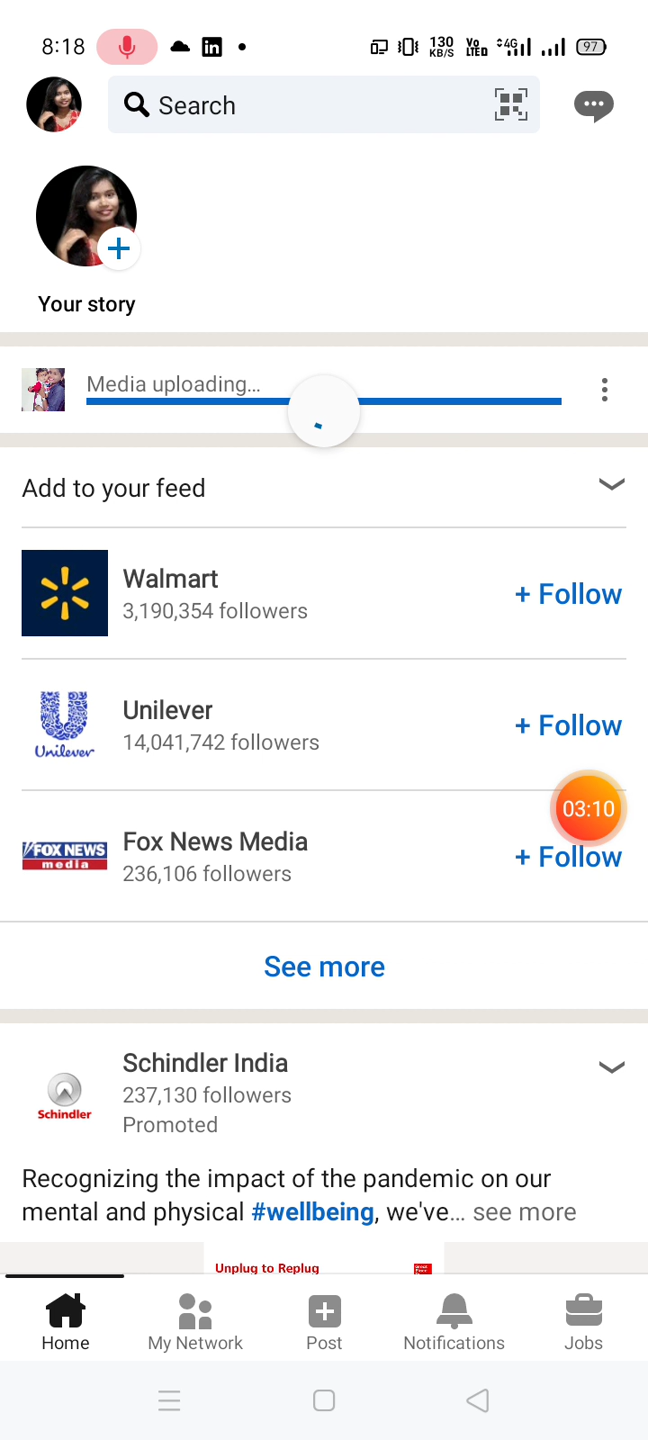 8:18
130
KB/S
Vo
LTED
4G
97
Search
Your story
Media uploading...
Add to your feed
Walmart
3,190,354 followers
+ Follow
Unilever
Unilever
14,041,742 followers
+ Follow
03:10
FOX NEWS
media
Fox News Media
236,106 followers
+ Follow
See more
Schindler
Schindler India
237,130 followers
Promoted
Recognizing the impact of the pandemic on our
mental and physical #wellbeing, we've... see more
Unplug to Replug
Home
My Network
Post
Notifications
Jobs